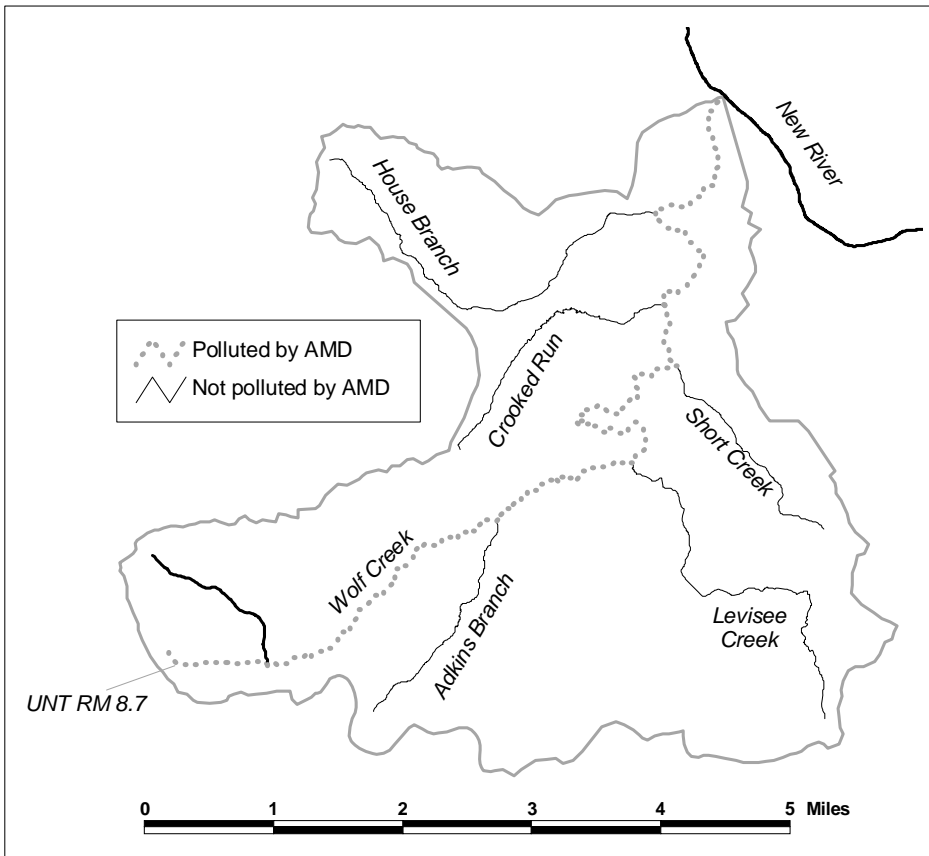 New River
House Branch
Polluted by AMD
Not polluted by AMD
Crooked Run
Short Creek
Wolf Creek
Adkins Branch
Levisee
Creek
UNT RM 8.7
0 1 2 3 4 5 Miles